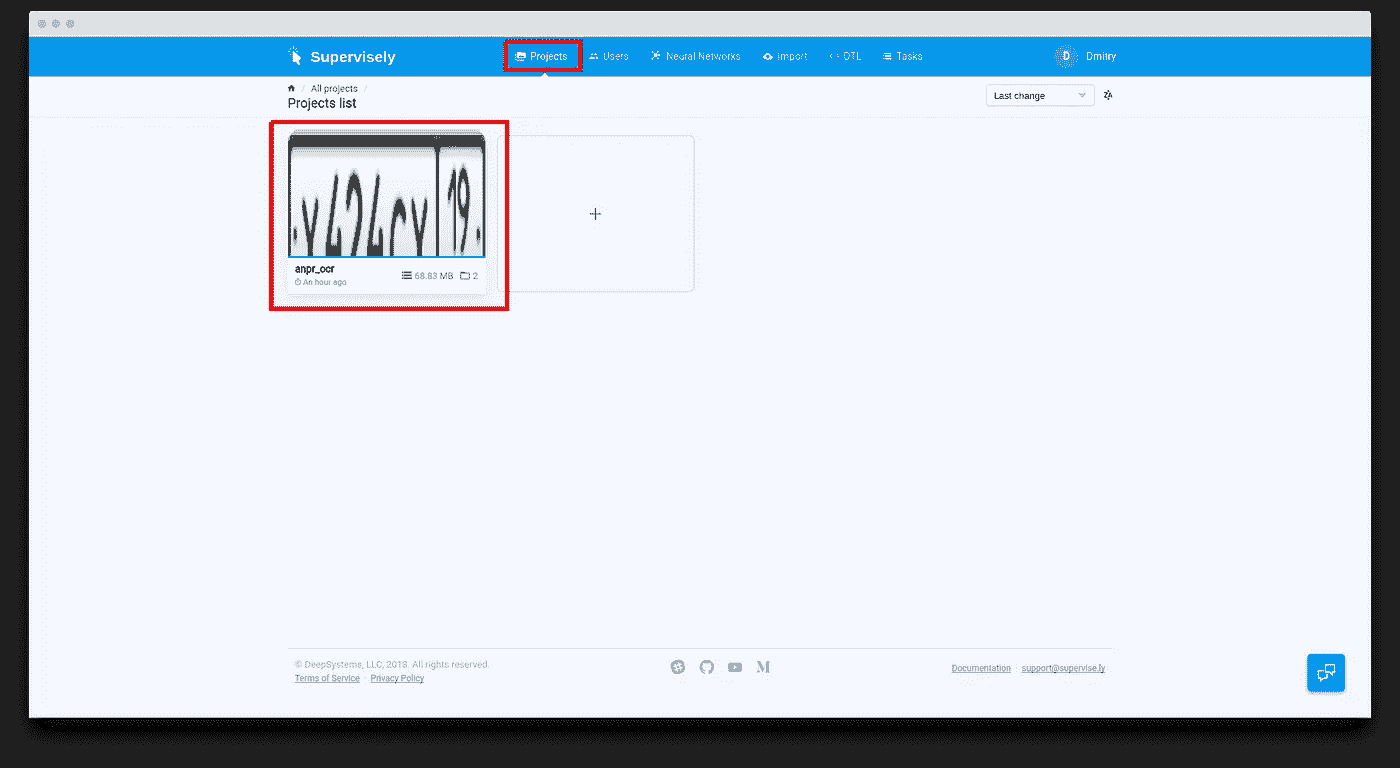 Supervisely
Projects
Users
Neural Networks
Import
DTL
Tasks
D
Dmitry
/ All projects /
Projects list
Last change
Y424CY 19
anpr_ocr
68.83 MB
2
An hour ago
+
© DeepSystems, LLC, 2018. All rights reserved.
Terms of Service · Privacy Policy
Documentation
support@supervise.ly